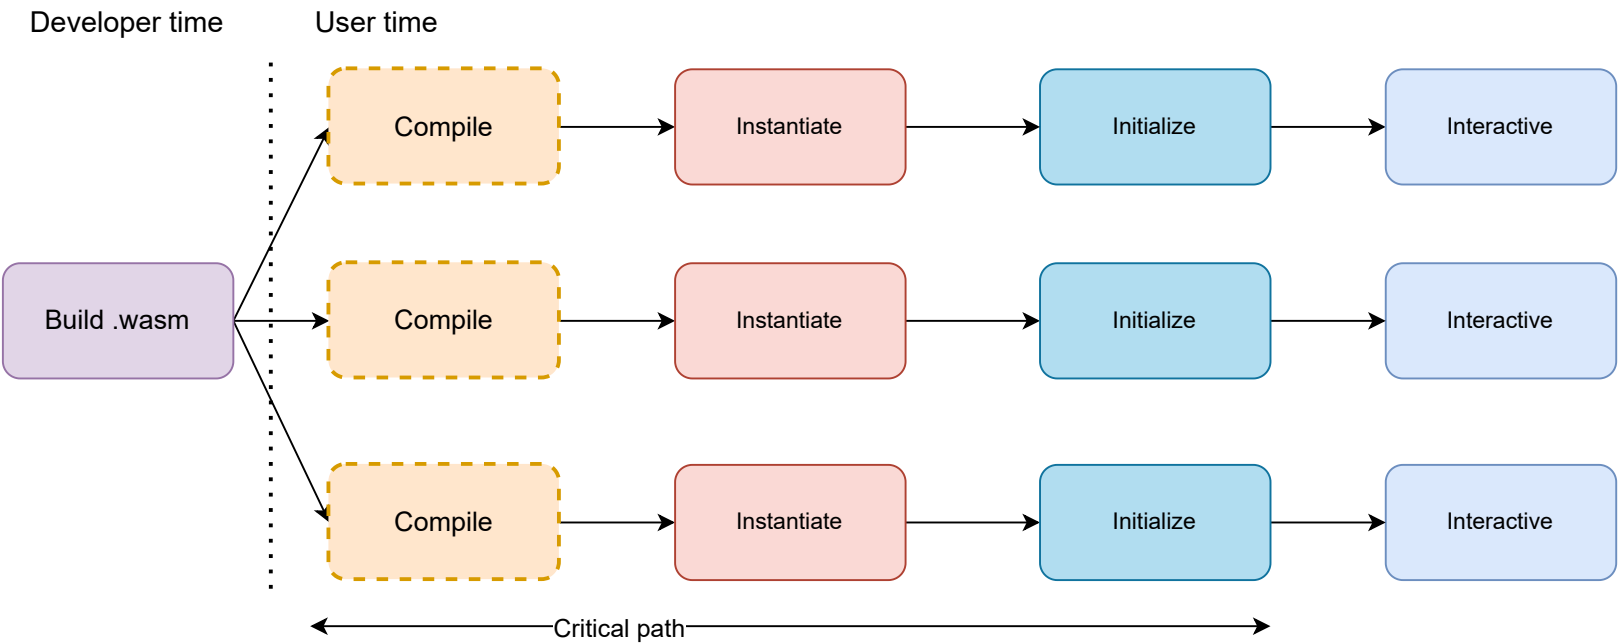 Developer time
User time
Compile
Instantiate
Initialize
Interactive
Build .wasm
Compile
Instantiate
Initialize
Interactive
Compile
Instantiate
Initialize
Interactive
Critical path